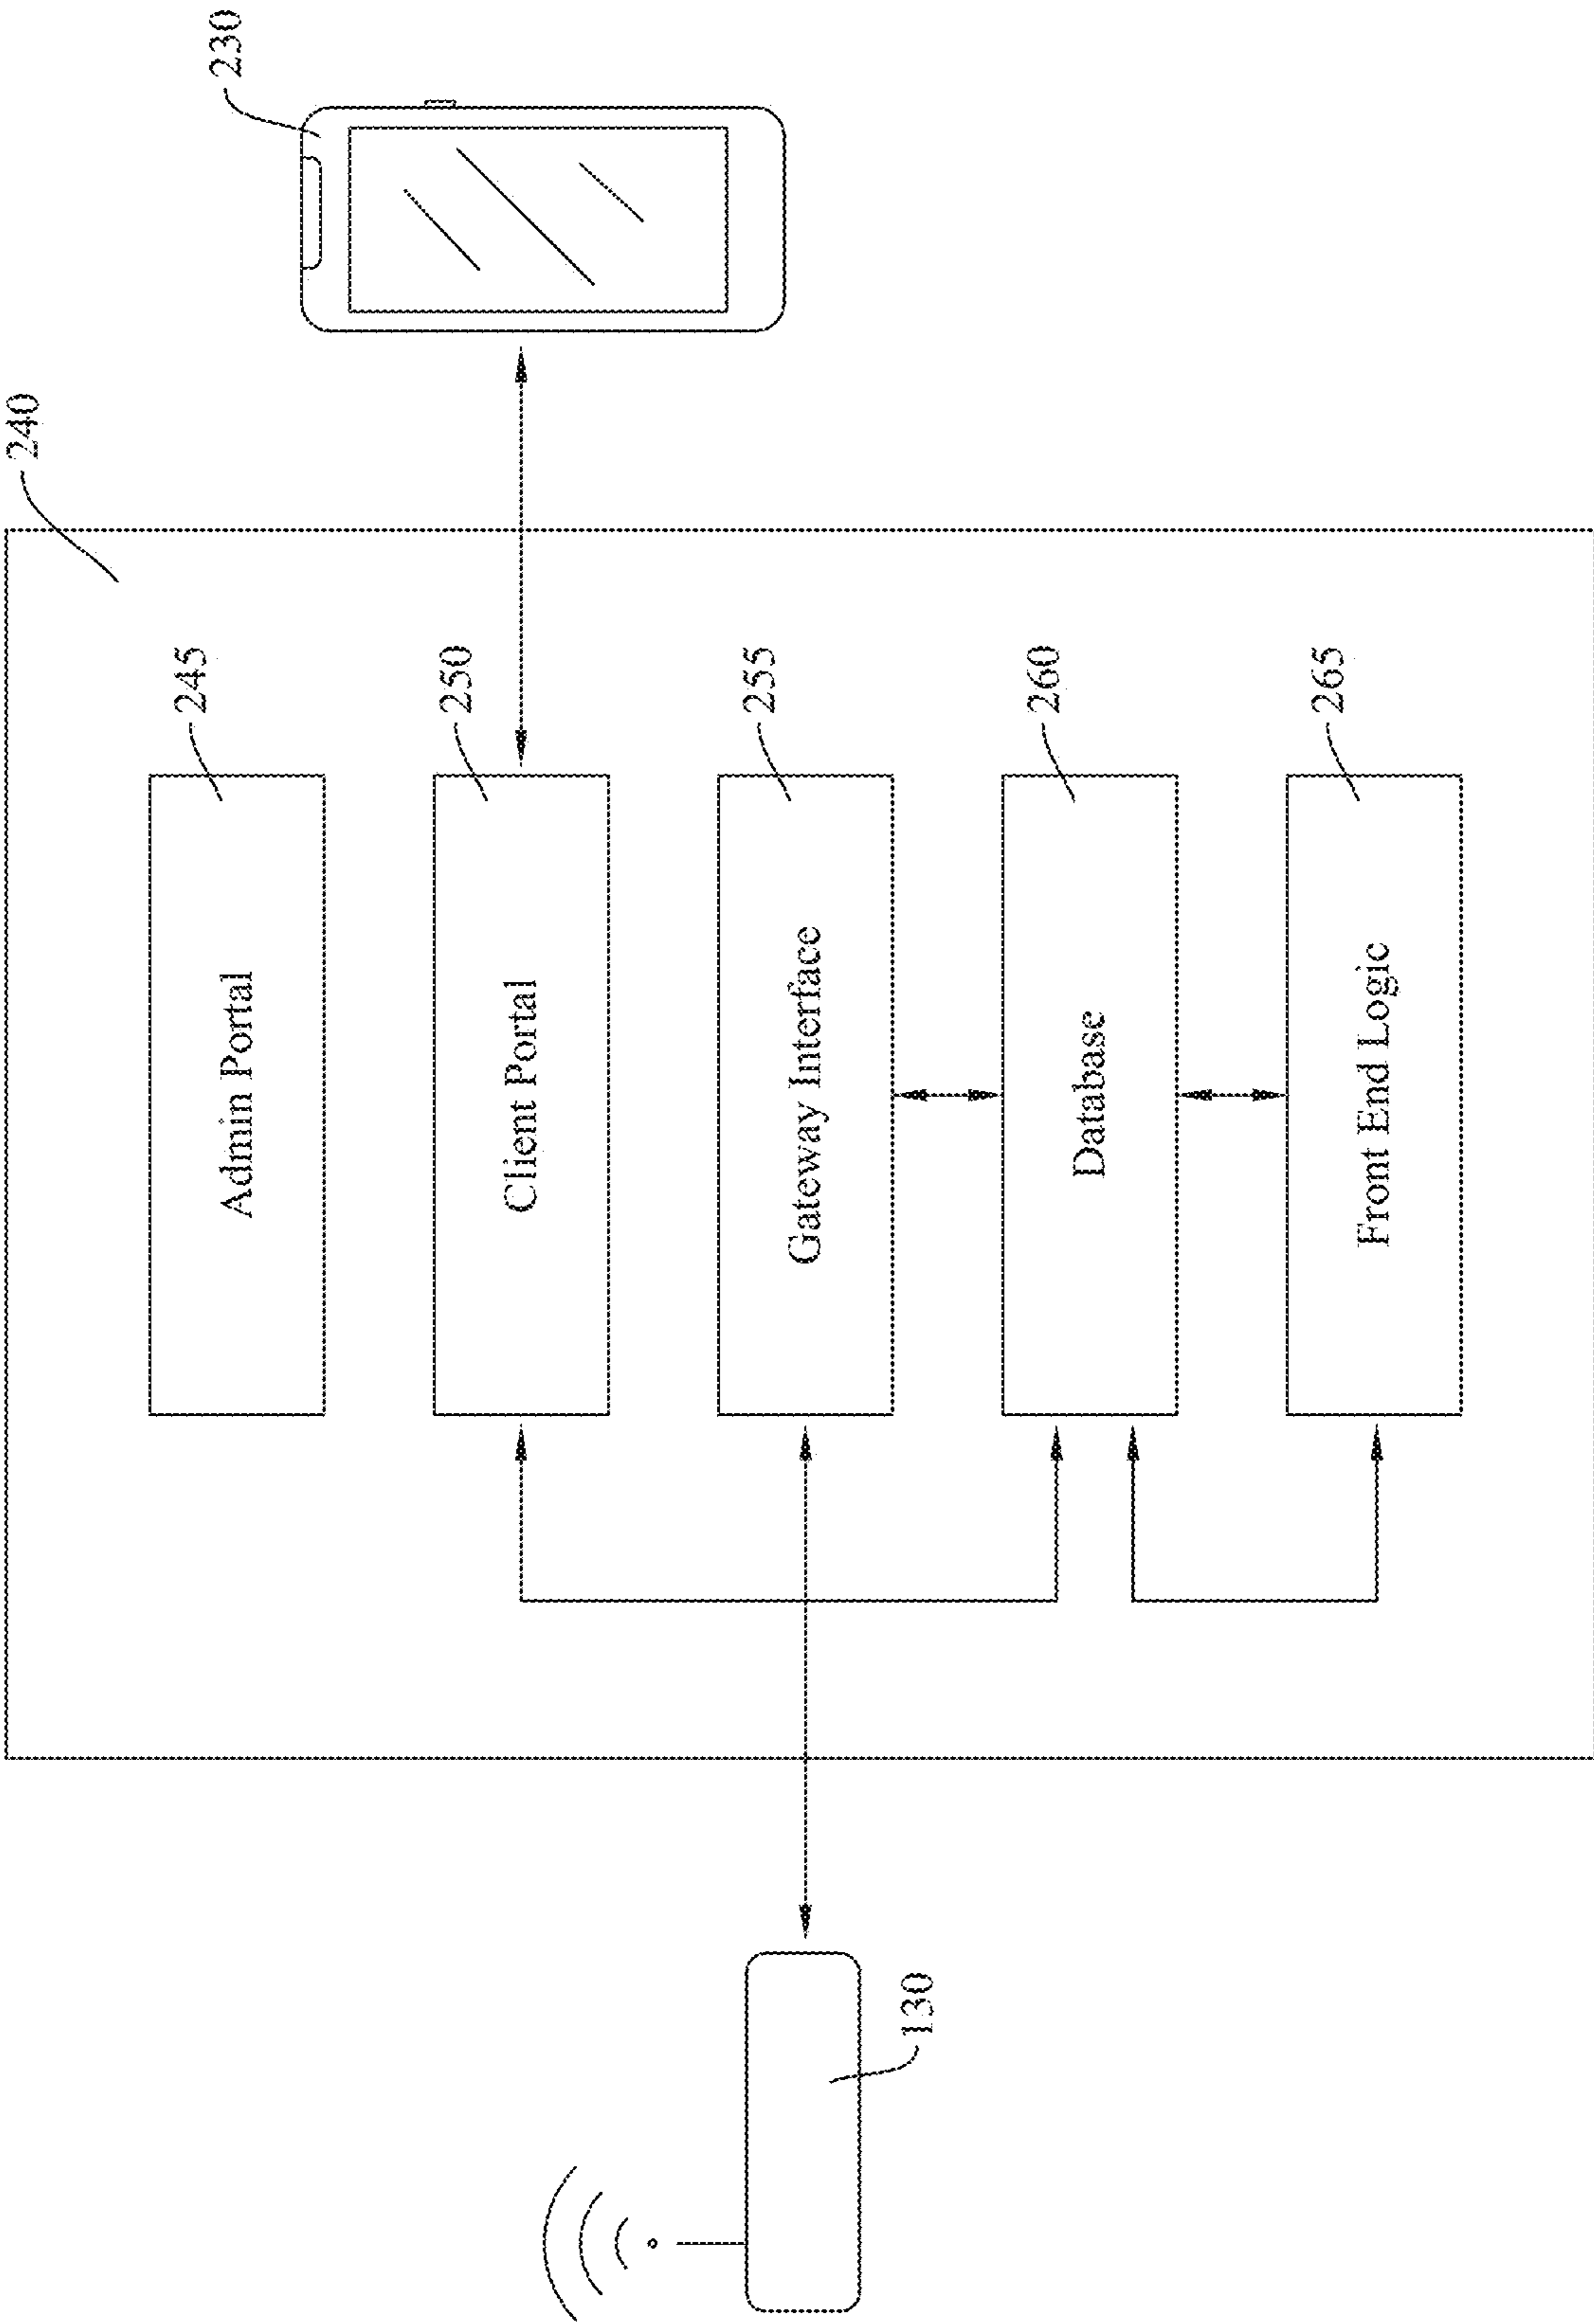 230
240
245
Admin Portal
250
Client Portal
255
Gateway Interface
260
Database
265
Front End Logic
130